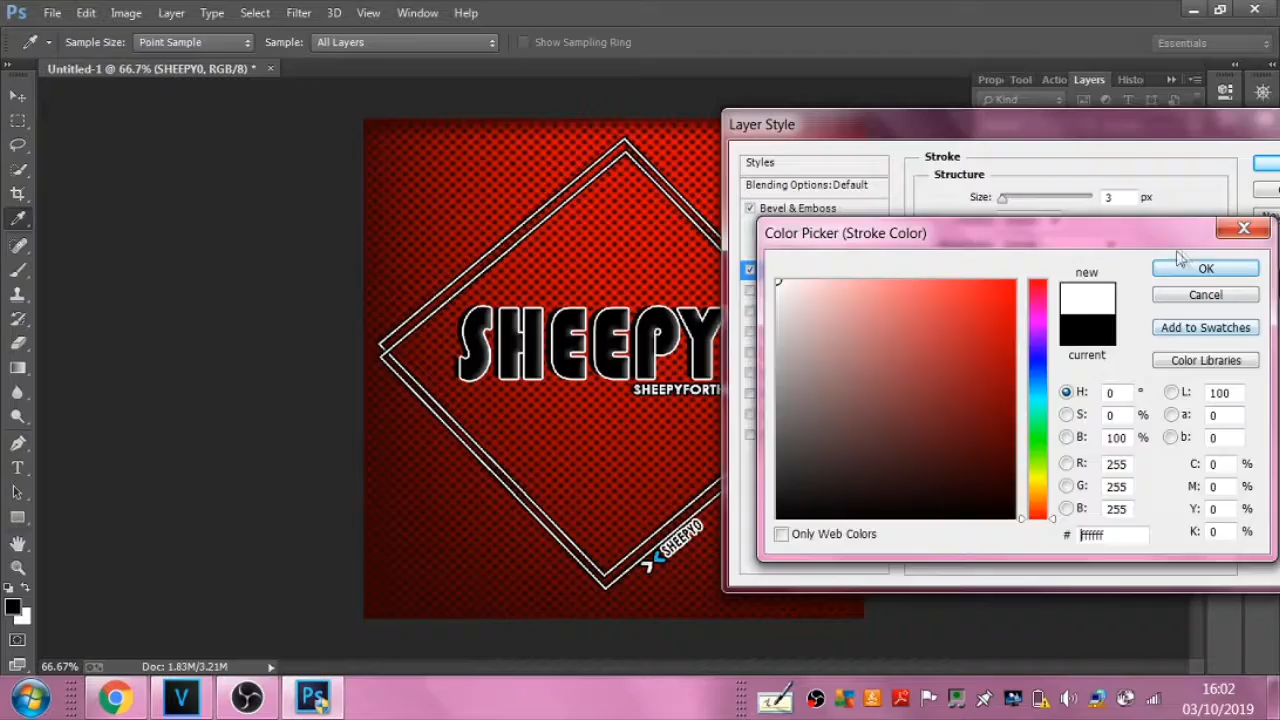 Ps File Edit Image Layer Type Select Filter 3D View Window Help
Sample Size: Point Sample Sample: All Layers Show Sampling Ring Essentials
Untitled-1 @ 66.7% (SHEEPY0, RGB/8) * ×
Tool Layers Histo
Kind
Layer Style
Styles
Blending Options: Default
Bevel & Emboss
Stroke
Structure
Size: 3 px
Color Picker (Stroke Color)
new
current
OK
Cancel
Add to Swatches
Color Libraries
H: 0 °
S: 0 %
B: 100 %
R: 255
G: 255
B: 255
# ffffff
L: 100
a: 0
b: 0
C: 0 %
M: 0 %
Y: 0 %
K: 0 %
Only Web Colors
SHEEPY
SHEEPY0
66.67% Doc: 1.83M/3.21M
V Ps
16:02
03/10/2019